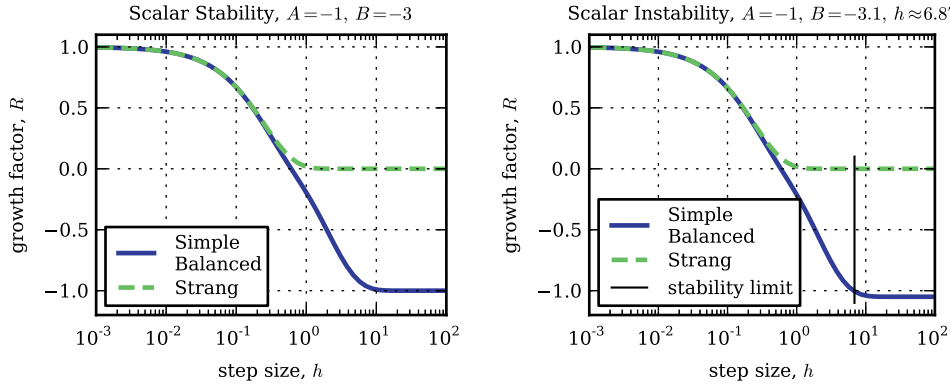 Scalar Stability, A=−1, B=−3
1.0
0.5
0.0
−0.5
−1.0
growth factor, R
Simple
Balanced
Strang
10^-3
10^-2
10^-1
10^0
10^1
10^2
step size, h
Scalar Instability, A=−1, B=−3.1, h≈6.8
1.0
0.5
0.0
−0.5
−1.0
growth factor, R
Simple
Balanced
Strang
stability limit
10^-3
10^-2
10^-1
10^0
10^1
10^2
step size, h